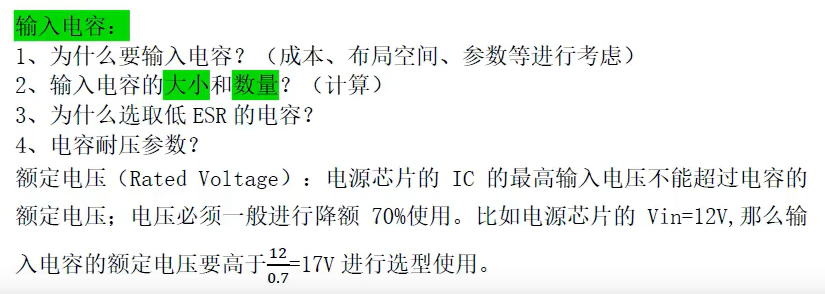 输入电容：
1、为什么要输入电容？（成本、布局空间、参数等进行考虑）
2、输入电容的大小和数量？（计算）
3、为什么选取低 ESR 的电容？
4、电容耐压参数？
额定电压（Rated Voltage）：电源芯片的 IC 的最高输入电压不能超过电容的
额定电压；电压必须一般进行降额 70%使用。比如电源芯片的 Vin=12V,那么输
入电容的额定电压要高于12/0.7=17V 进行选型使用。